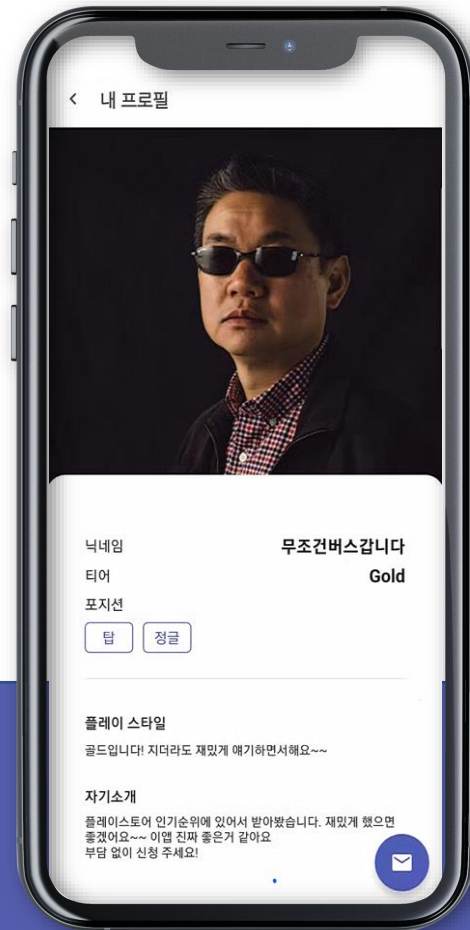 내 프로필
닉네임 무조건버스갑니다
티어 Gold
포지션
탑 정글
플레이 스타일
골드입니다! 지더라도 재밌게 얘기하면서해요~~
자기소개
플레이스토어 인기순위에 있어서 받아봤습니다. 재밌게 했으면
좋겠어요~~ 이앱 진짜 좋은거 같아요
부담 없이 신청 주세요!